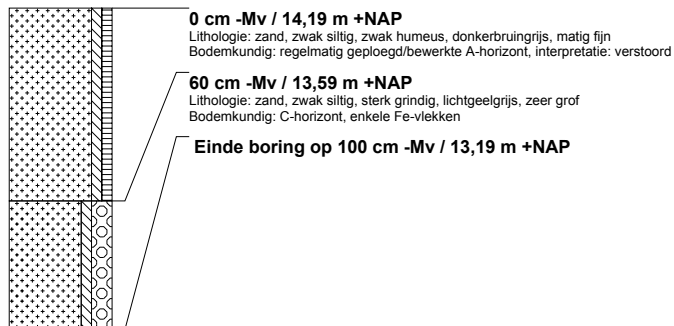 0 cm -Mv / 14,19 m +NAP
Lithologie: zand, zwak siltig, zwak humeus, donkerbruingrijs, matig fijn
Bodemkundig: regelmatig geploegd/bewerkte A-horizont, interpretatie: verstoord
60 cm -Mv / 13,59 m +NAP
Lithologie: zand, zwak siltig, sterk grindig, lichtgeelgrijs, zeer grof
Bodemkundig: C-horizont, enkele Fe-vlekken
Einde boring op 100 cm -Mv / 13,19 m +NAP